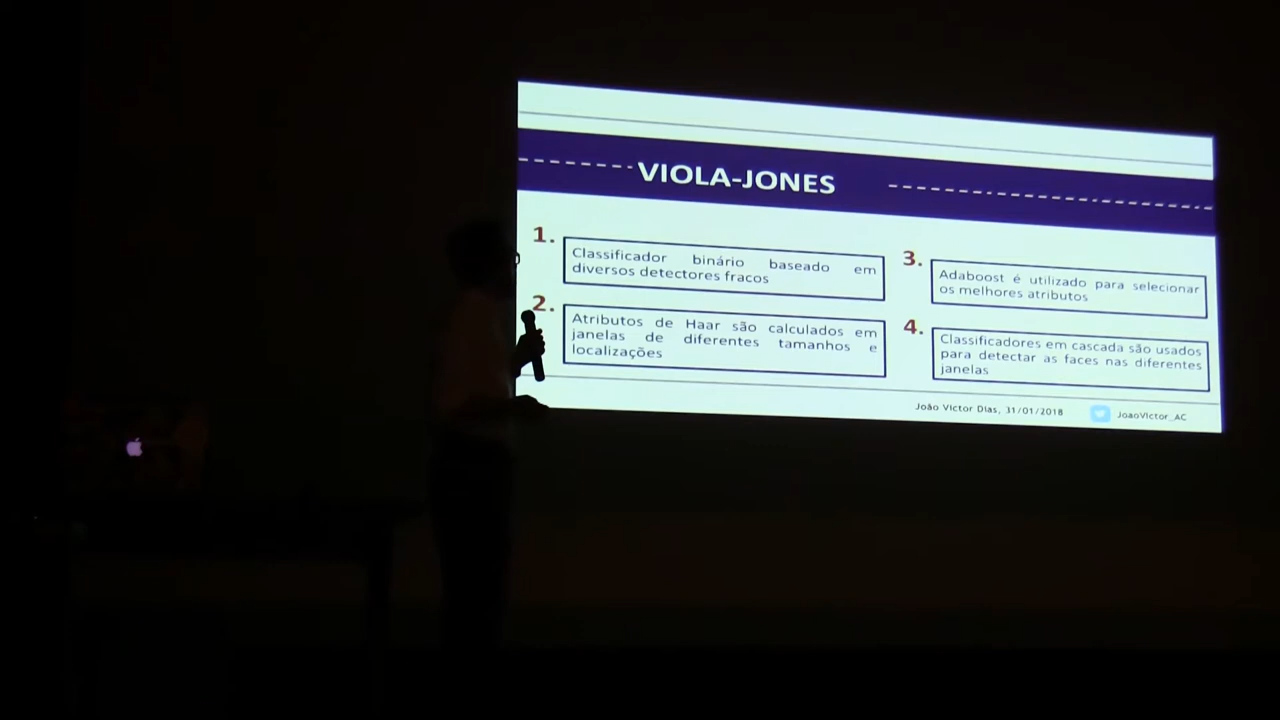 VIOLA-JONES
1.
Classificador binário baseado em
diversos detectores fracos
2.
Atributos de Haar são calculados em
janelas de diferentes tamanhos e
localizações
3.
Adaboost é utilizado para selecionar
os melhores atributos
4.
Classificadores em cascada são usados
para detectar as faces nas diferentes
janelas
João Victor Dias, 31/01/2018
JoaoVictor_AC